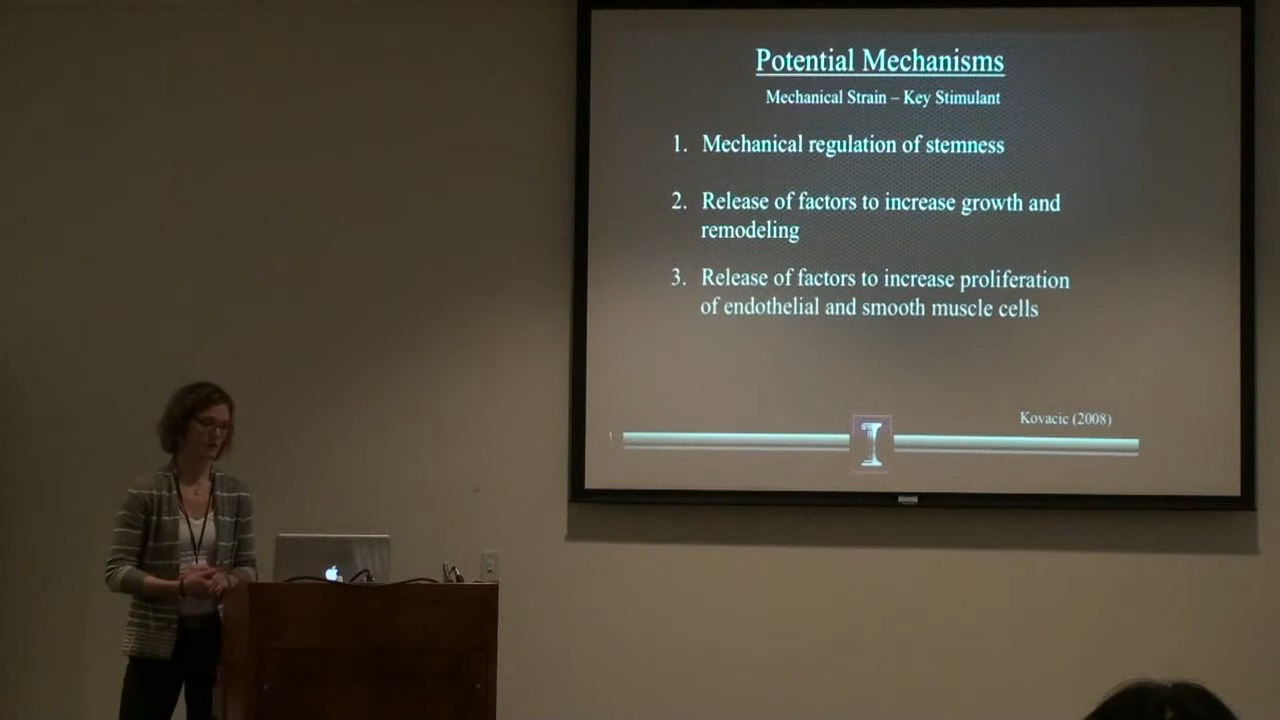 Potential Mechanisms
Mechanical Strain – Key Stimulant
1. Mechanical regulation of stemness
2. Release of factors to increase growth and
remodeling
3. Release of factors to increase proliferation
of endothelial and smooth muscle cells
Kovacic (2008)
I